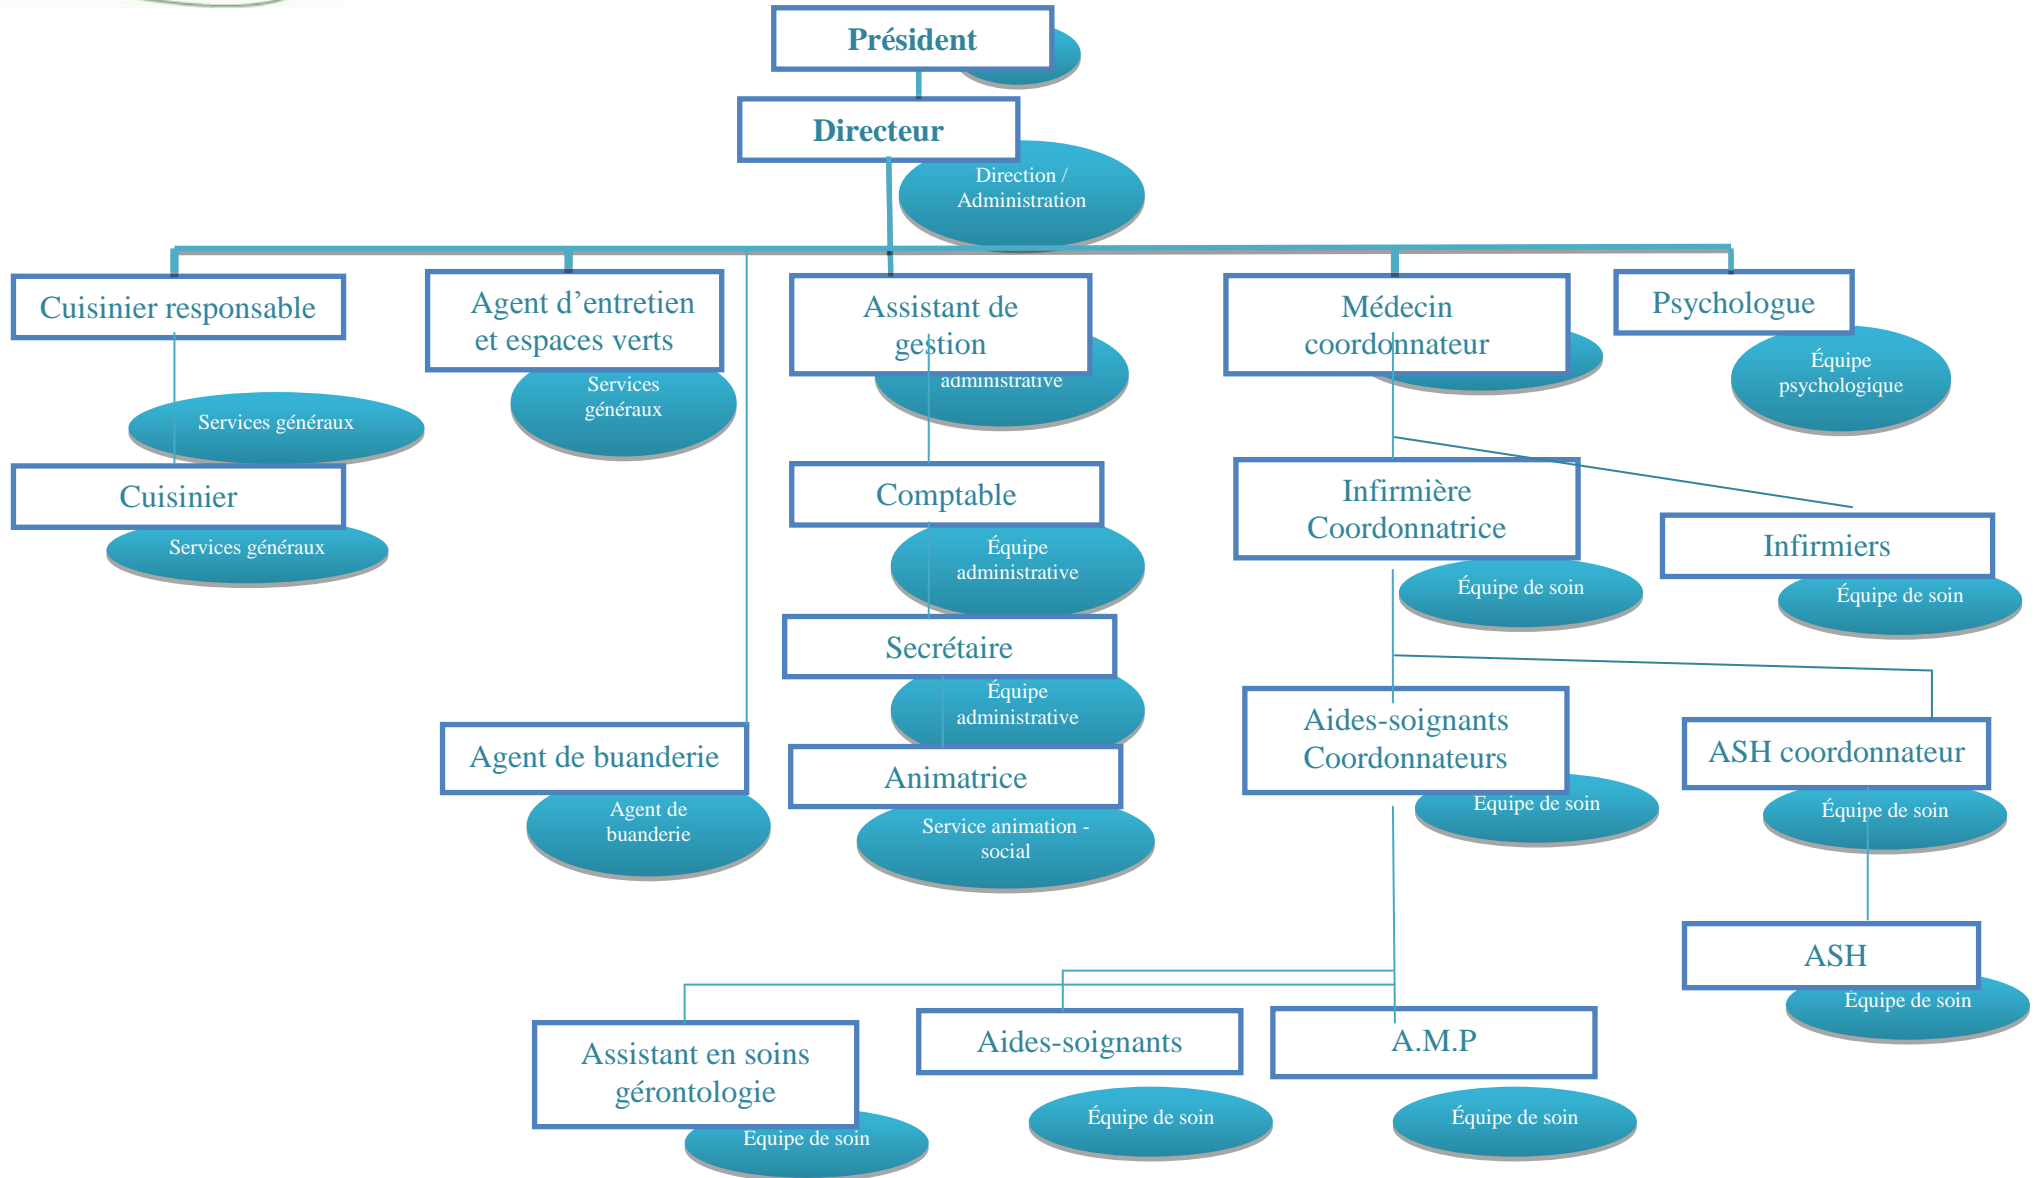 Président
Directeur
Direction /
Administration
Cuisinier responsable
Services généraux
Agent d'entretien
et espaces verts
Services
généraux
Assistant de
gestion
administrative
Médecin
coordonnateur
Psychologue
Équipe
psychologique
Cuisinier
Services généraux
Comptable
Équipe
administrative
Infirmière
Coordonnatrice
Équipe de soin
Infirmiers
Équipe de soin
Secrétaire
Équipe
administrative
Agent de buanderie
Agent de
buanderie
Animatrice
Service animation -
social
Aides-soignants
Coordonnateurs
Équipe de soin
ASH coordonnateur
Équipe de soin
ASH
Équipe de soin
Assistant en soins
gérontologie
Équipe de soin
Aides-soignants
Équipe de soin
A.M.P
Équipe de soin